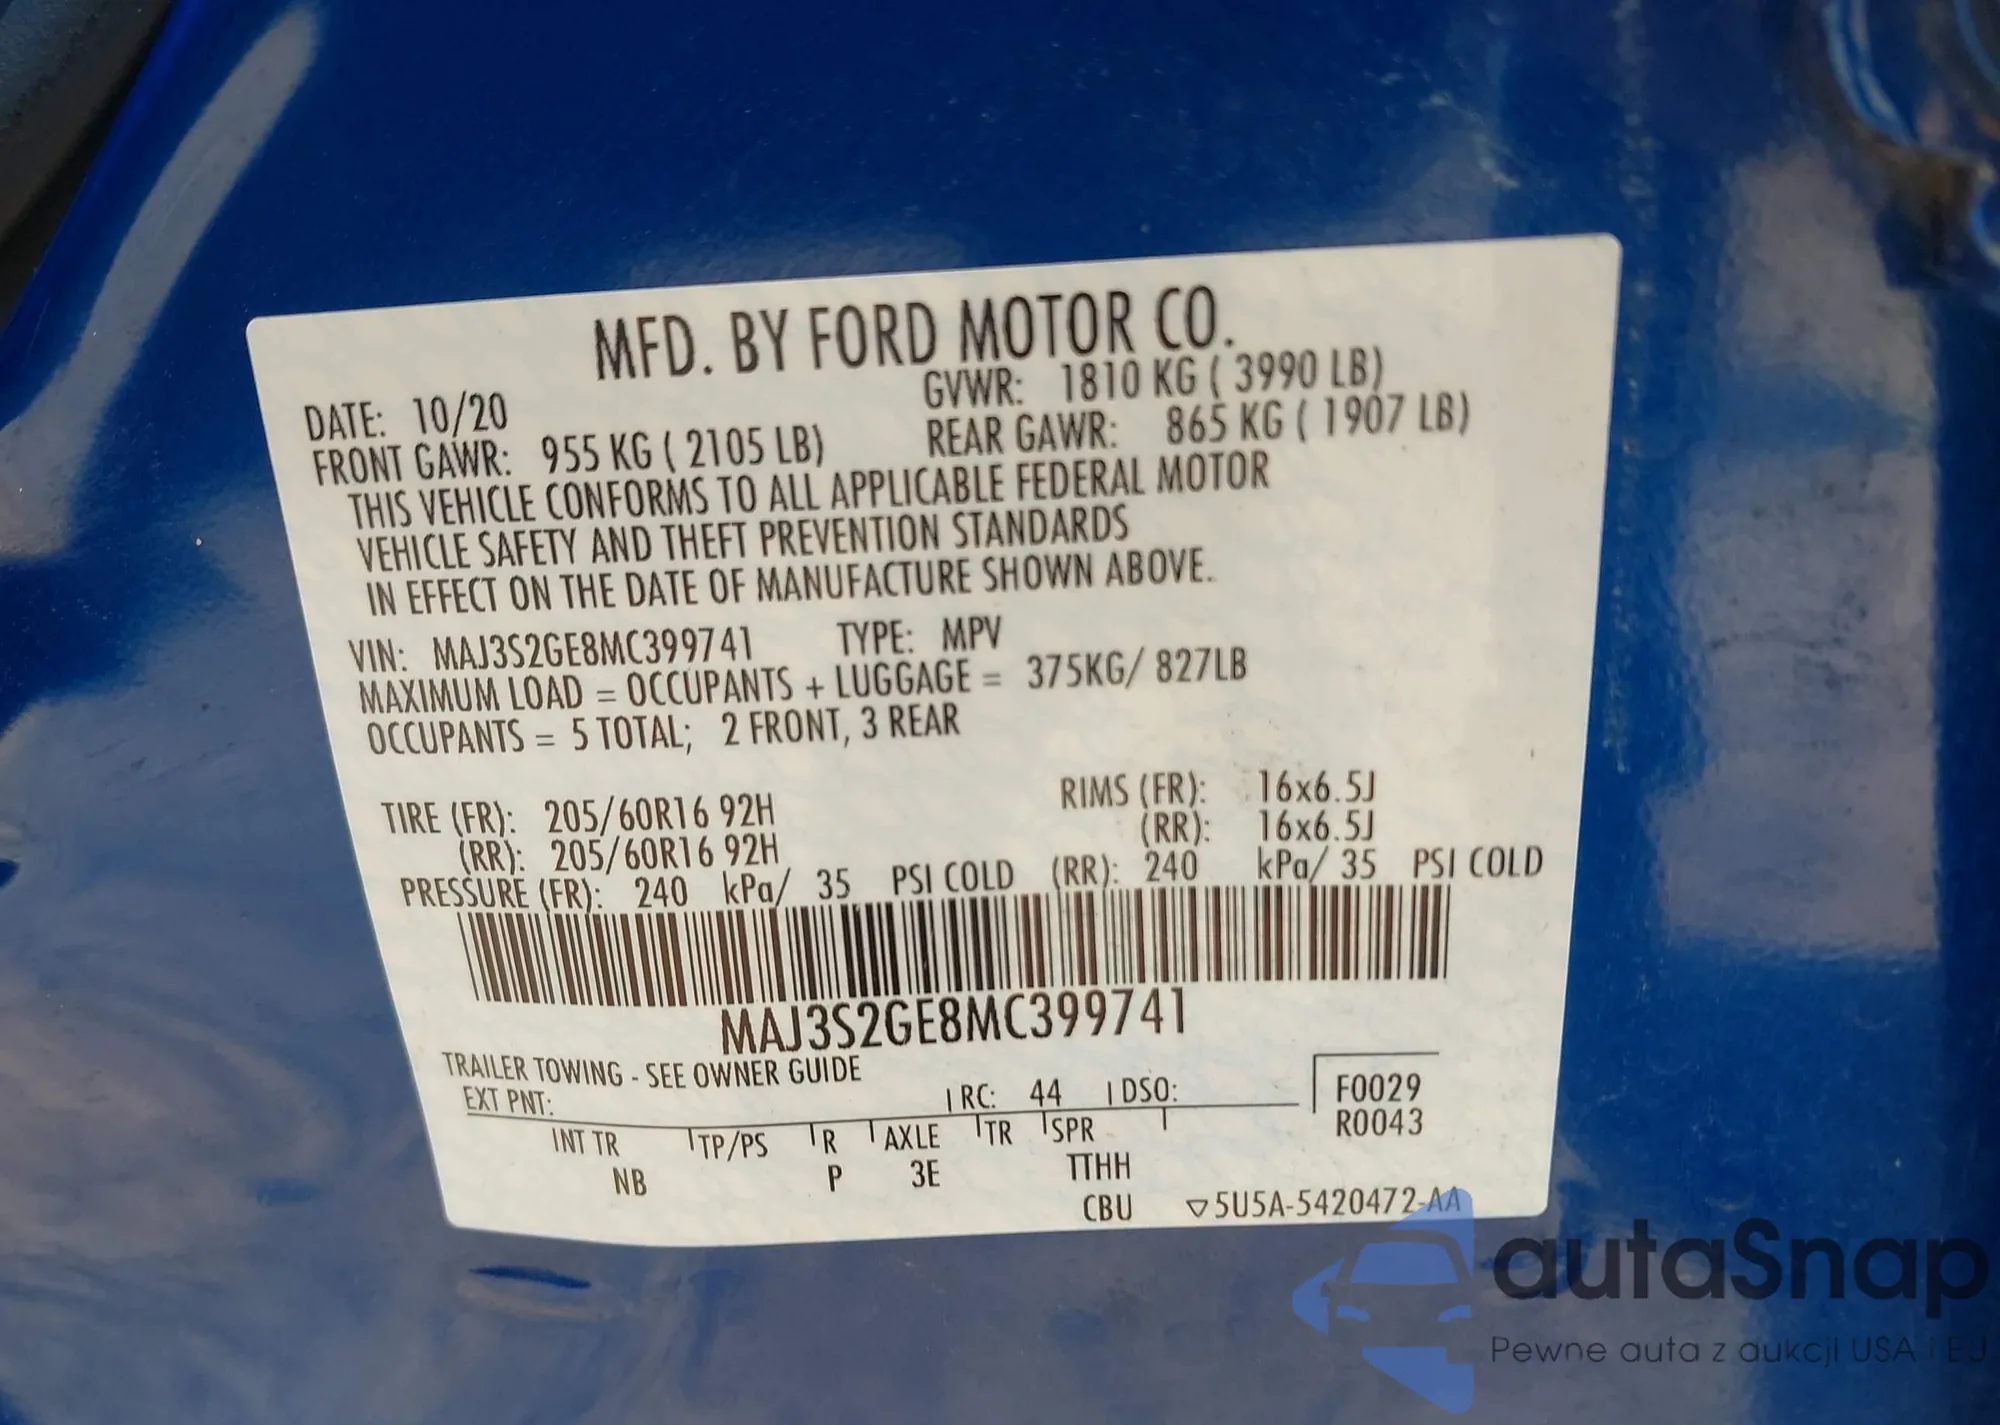 MFD. BY FORD MOTOR CO.
DATE: 10/20 GVWR: 1810 KG ( 3990 LB)
FRONT GAWR: 955 KG ( 2105 LB) REAR GAWR: 865 KG ( 1907 LB)
THIS VEHICLE CONFORMS TO ALL APPLICABLE FEDERAL MOTOR
VEHICLE SAFETY AND THEFT PREVENTION STANDARDS
IN EFFECT ON THE DATE OF MANUFACTURE SHOWN ABOVE.
VIN: MAJ3S2GE8MC399741 TYPE: MPV
MAXIMUM LOAD = OCCUPANTS + LUGGAGE = 375KG/ 827LB
OCCUPANTS = 5 TOTAL; 2 FRONT, 3 REAR
TIRE (FR): 205/60R16 92H RIMS (FR): 16x6.5J
(RR): 205/60R16 92H (RR): 16x6.5J
PRESSURE (FR): 240 kPa/ 35 PSI COLD (RR): 240 kPa/ 35 PSI COLD
MAJ3S2GE8MC399741
TRAILER TOWING - SEE OWNER GUIDE
EXT PNT: RC: 44 DSO: F0029
R0043
INT TR TP/PS R AXLE TR SPR
NB P 3E TTHH
CBU ▽5U5A-5420472-AA
autaSnap
Pewne auta z aukcji USA i EU